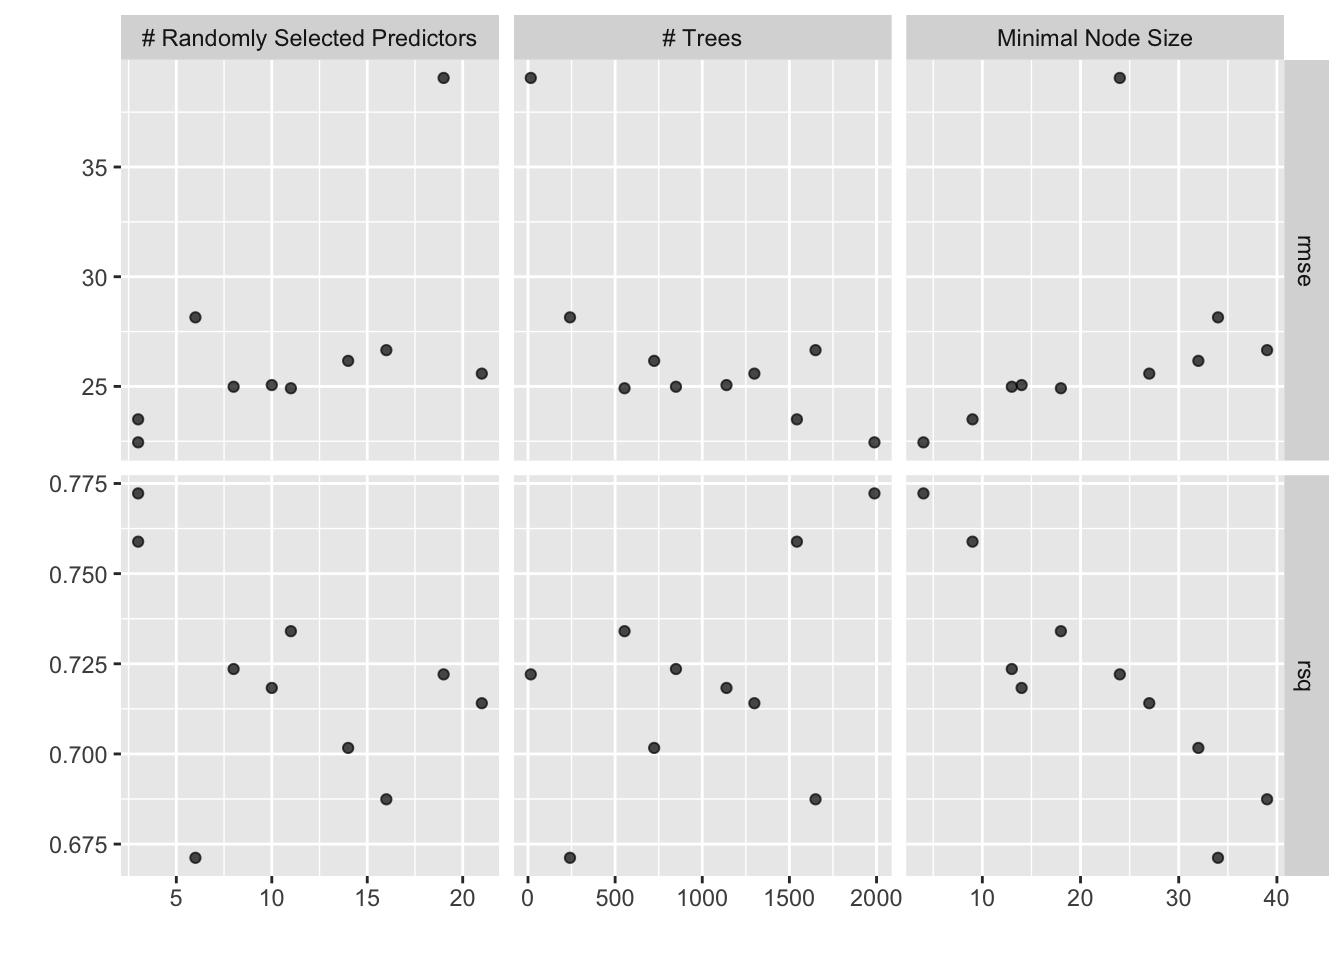 # Randomly Selected Predictors
# Trees
Minimal Node Size
35
30
25
rmse
0.775
0.750
0.725
0.700
0.675
rsq
5 10 15 20
0 500 1000 1500 2000
10 20 30 40